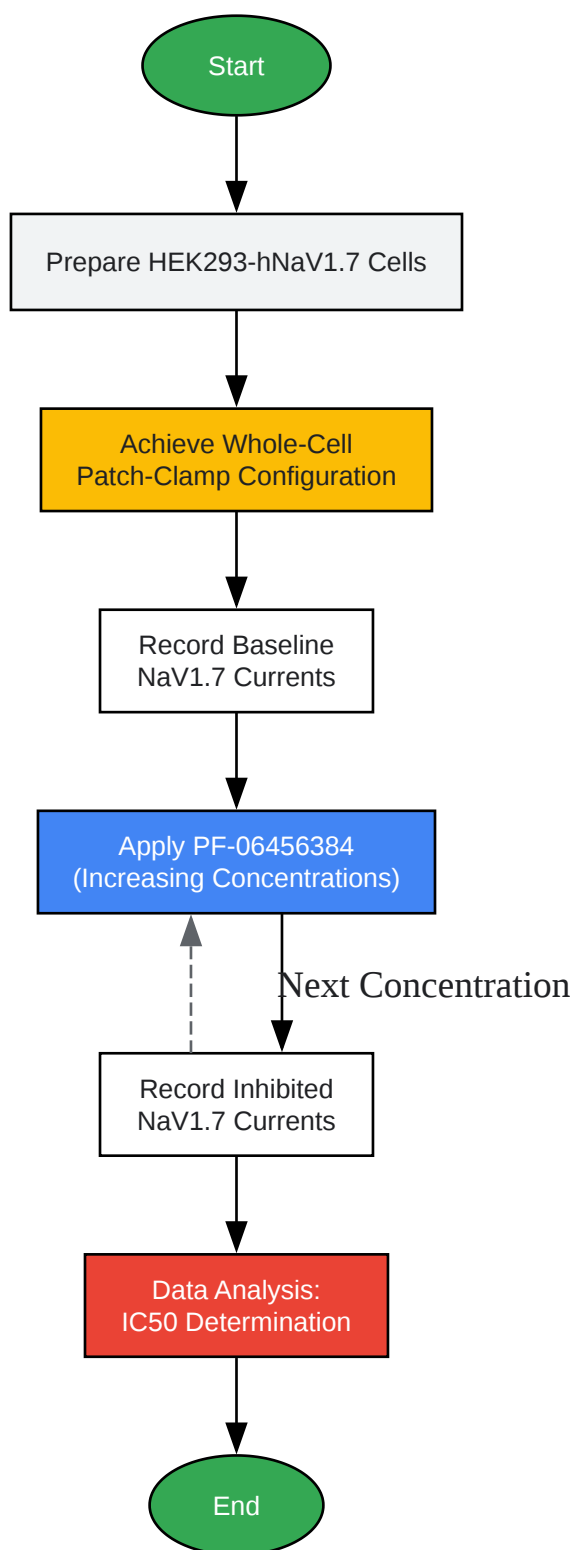 Start
Prepare HEK293-hNaV1.7 Cells
Achieve Whole-Cell
Patch-Clamp Configuration
Record Baseline
NaV1.7 Currents
Apply PF-06456384
(Increasing Concentrations)
Next Concentration
Record Inhibited
NaV1.7 Currents
Data Analysis:
IC50 Determination
End